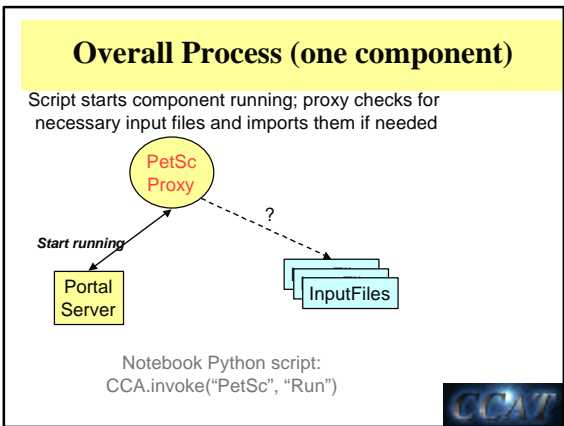 Overall Process (one component)
Script starts component running; proxy checks for
necessary input files and imports them if needed
PetSc
Proxy
?
Start running
Portal
Server
InputFiles
Notebook Python script:
CCA.invoke(“PetSc”, “Run”)
CCAT